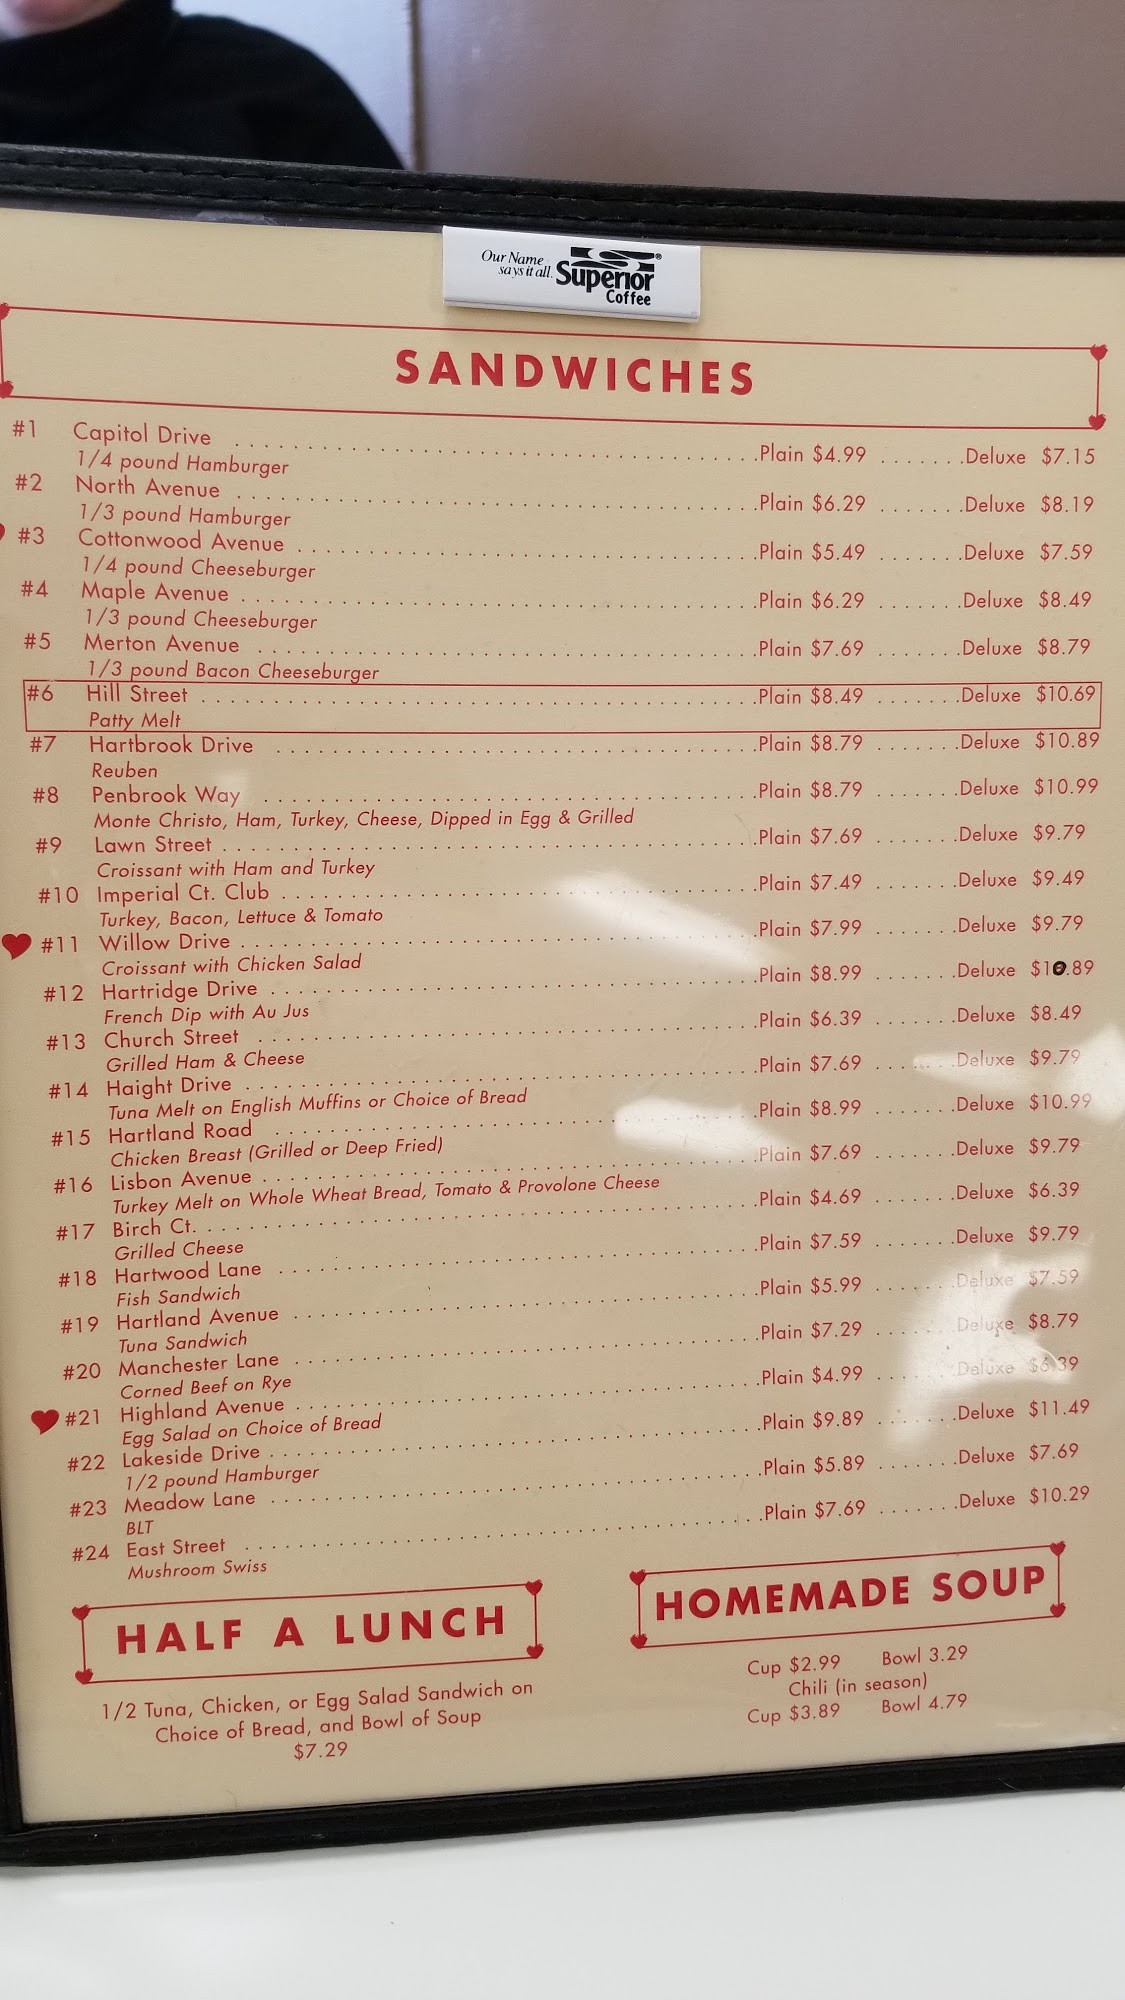 Our Name
says it all.
Superior®
Coffee
SANDWICHES
#1 Capitol Drive Plain $4.99 Deluxe $7.15
1/4 pound Hamburger
#2 North Avenue Plain $6.29 Deluxe $8.19
1/3 pound Hamburger
#3 Cottonwood Avenue Plain $5.49 Deluxe $7.59
1/4 pound Cheeseburger
#4 Maple Avenue Plain $6.29 Deluxe $8.49
1/3 pound Cheeseburger
#5 Merton Avenue Plain $7.69 Deluxe $8.79
1/3 pound Bacon Cheeseburger
#6 Hill Street Plain $8.49 Deluxe $10.69
Patty Melt
#7 Hartbrook Drive Plain $8.79 Deluxe $10.89
Reuben
#8 Penbrook Way Plain $8.79 Deluxe $10.99
Monte Christo, Ham, Turkey, Cheese, Dipped in Egg & Grilled
#9 Lawn Street Plain $7.69 Deluxe $9.79
Croissant with Ham and Turkey
#10 Imperial Ct. Club Plain $7.49 Deluxe $9.49
Turkey, Bacon, Lettuce & Tomato
#11 Willow Drive Plain $7.99 Deluxe $9.79
Croissant with Chicken Salad
#12 Hartridge Drive Plain $8.99 Deluxe $10.89
French Dip with Au Jus
#13 Church Street Plain $6.39 Deluxe $8.49
Grilled Ham & Cheese
#14 Haight Drive Plain $7.69 Deluxe $9.79
Tuna Melt on English Muffins or Choice of Bread
#15 Hartland Road Plain $8.99 Deluxe $10.99
Chicken Breast (Grilled or Deep Fried)
#16 Lisbon Avenue Plain $7.69 Deluxe $9.79
Turkey Melt on Whole Wheat Bread, Tomato & Provolone Cheese
#17 Birch Ct. Plain $4.69 Deluxe $6.39
Grilled Cheese
#18 Hartwood Lane Plain $7.59 Deluxe $9.79
Fish Sandwich
#19 Hartland Avenue Plain $5.99 Deluxe $7.59
Tuna Sandwich
#20 Manchester Lane Plain $7.29 Deluxe $8.79
Corned Beef on Rye
#21 Highland Avenue Plain $4.99 Deluxe $6.39
Egg Salad on Choice of Bread
#22 Lakeside Drive Plain $9.89 Deluxe $11.49
1/2 pound Hamburger
#23 Meadow Lane Plain $5.89 Deluxe $7.69
BLT
#24 East Street Plain $7.69 Deluxe $10.29
Mushroom Swiss
HALF A LUNCH
1/2 Tuna, Chicken, or Egg Salad Sandwich on
Choice of Bread, and Bowl of Soup
$7.29
HOMEMADE SOUP
Cup $2.99 Bowl 3.29
Chili (in season)
Cup $3.89 Bowl 4.79